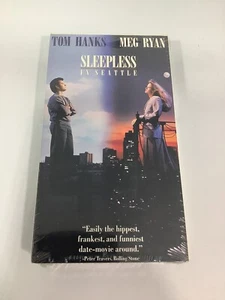 TOM HANKS MEG RYAN
SLEEPLESS
IN SEATTLE
"Easily the hippest,
frankest, and funniest
date-movie around."
-Peter Travers, Rolling Stone